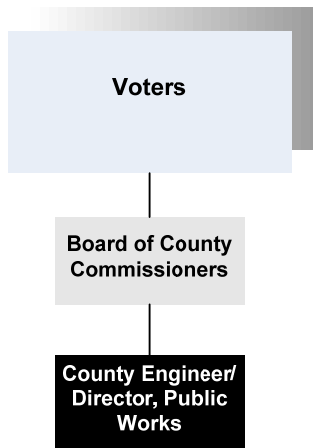 Voters
Board of County
Commissioners
County Engineer/
Director, Public
Works